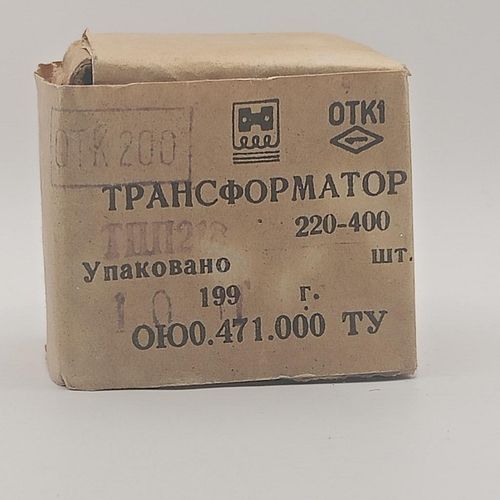 ОТК 200
ОТК1
ТРАНСФОРМАТОР
220-400
Упаковано шт.
199 г.
ОЮ0.471.000 ТУ